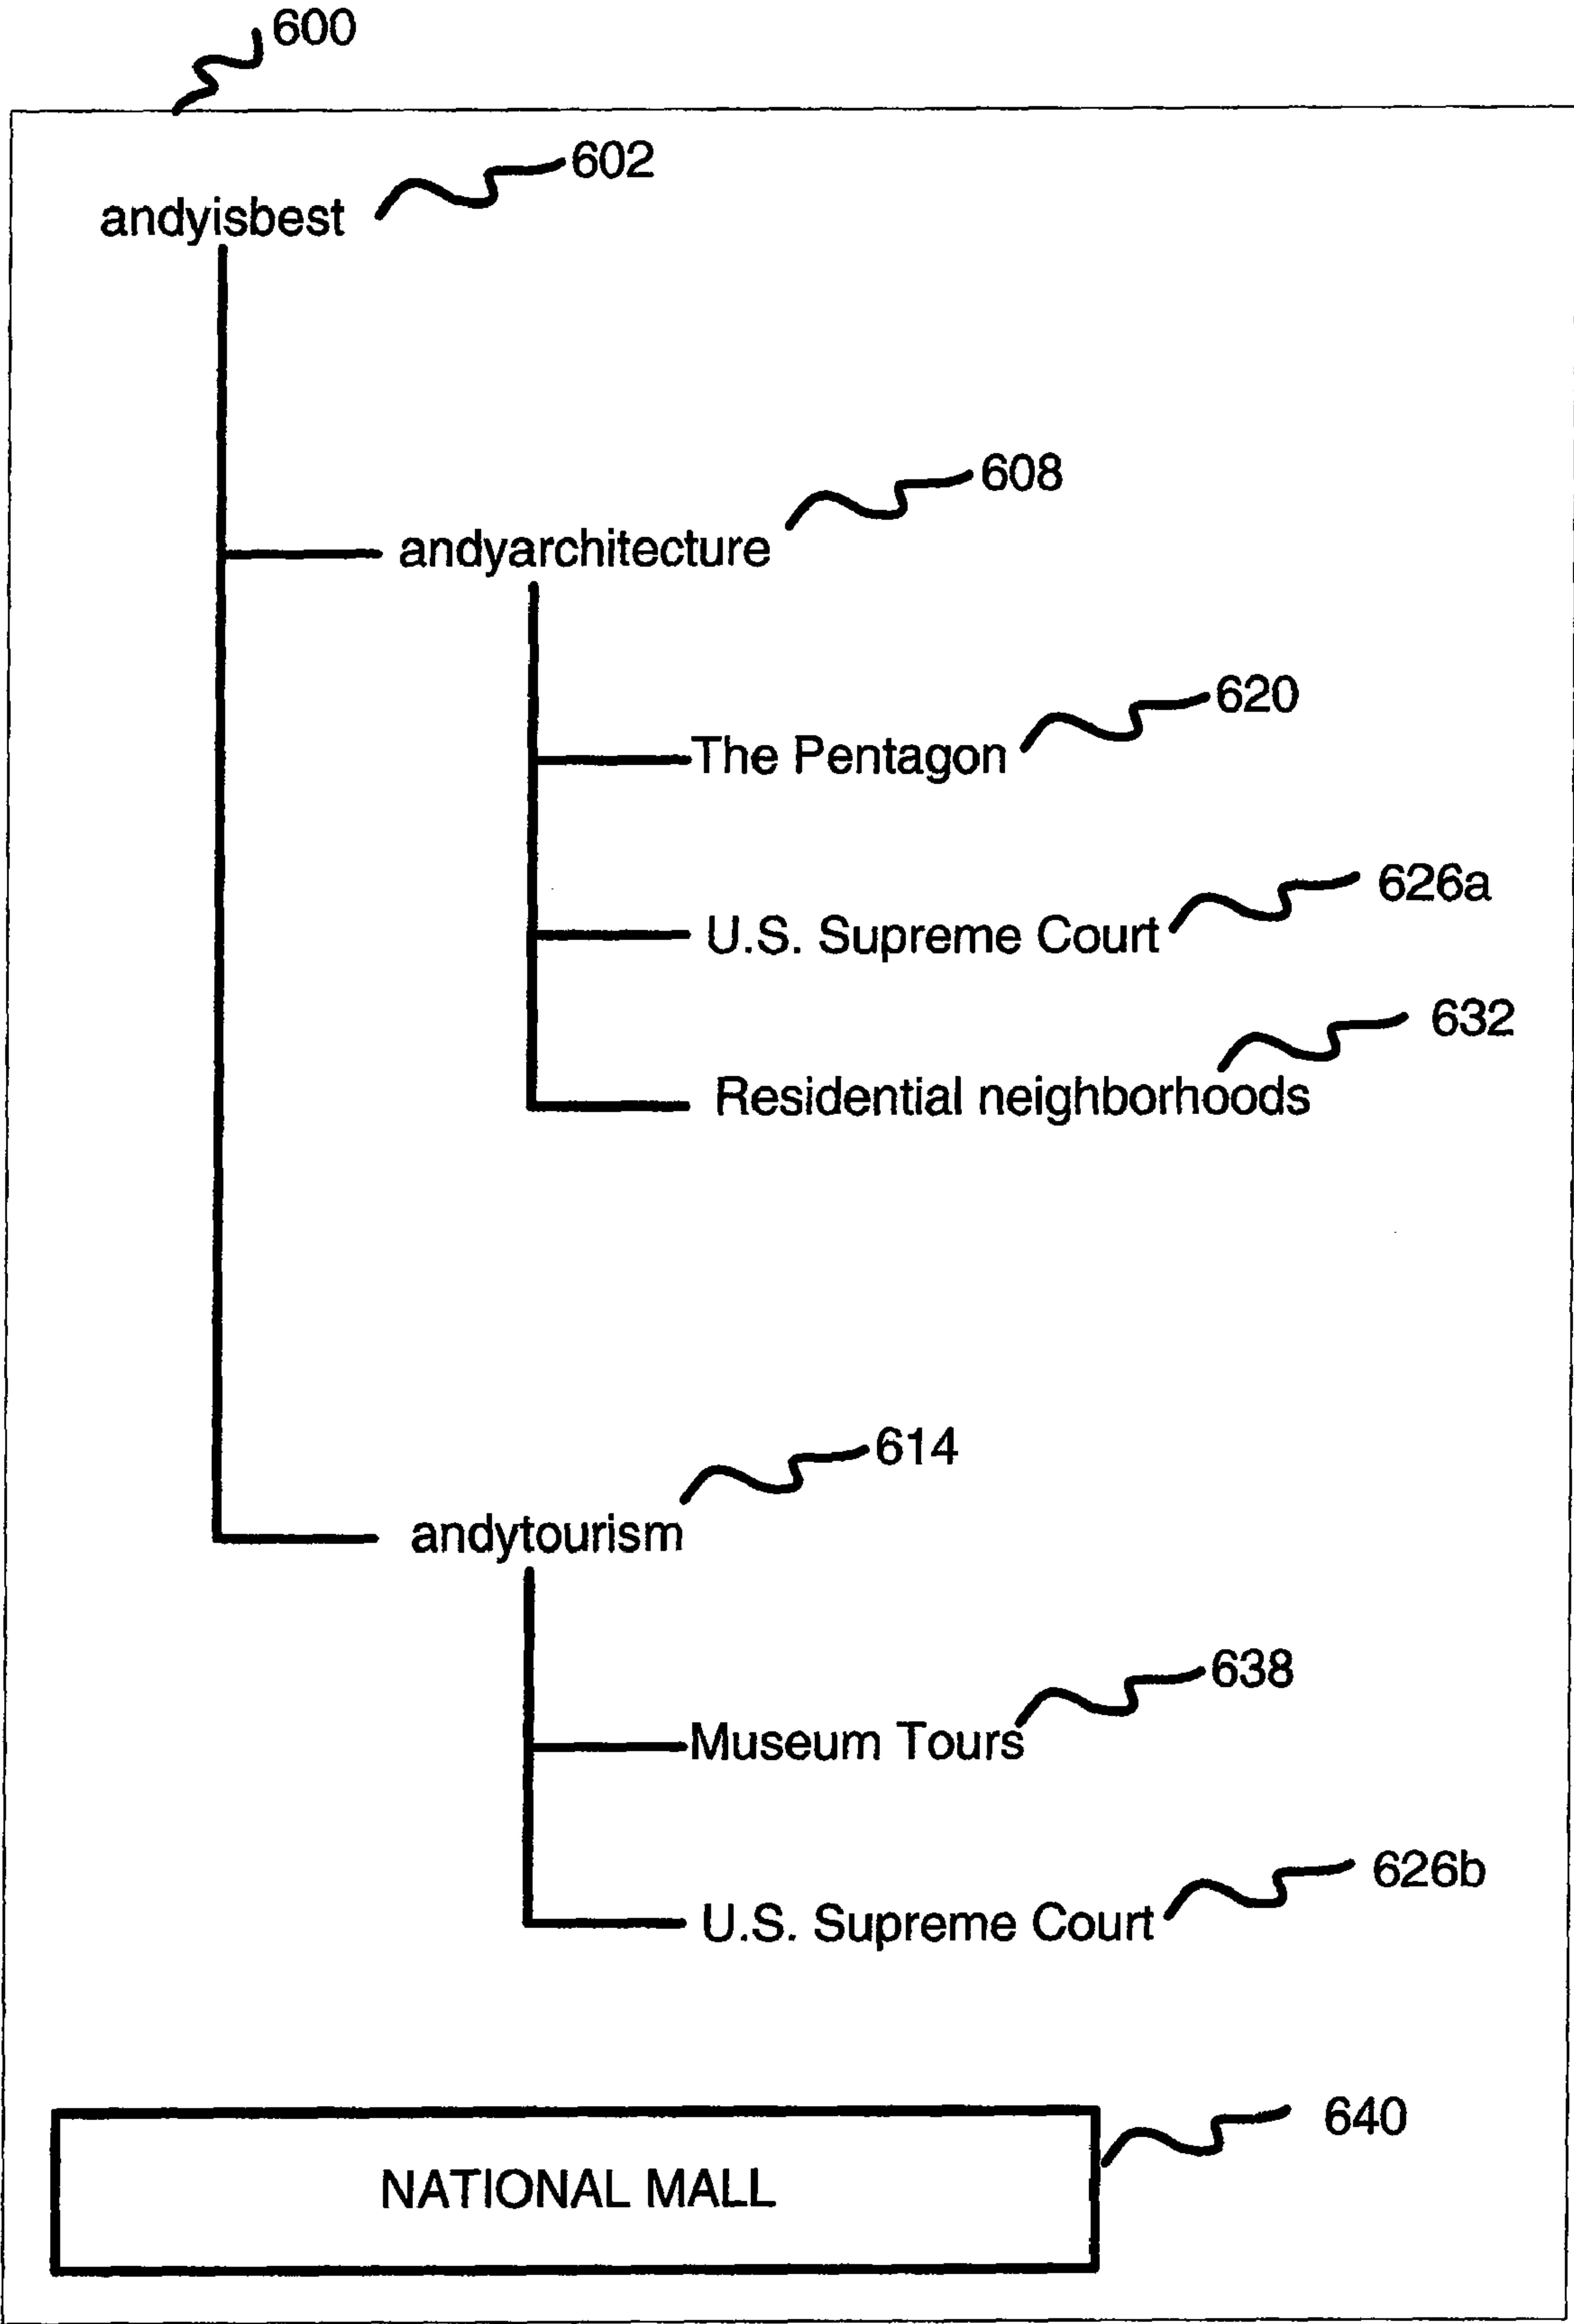 600
602
andyisbest
608
andyarchitecture
620
The Pentagon
626a
U.S. Supreme Court
632
Residential neighborhoods
614
andytourism
638
Museum Tours
626b
U.S. Supreme Court
640
NATIONAL MALL